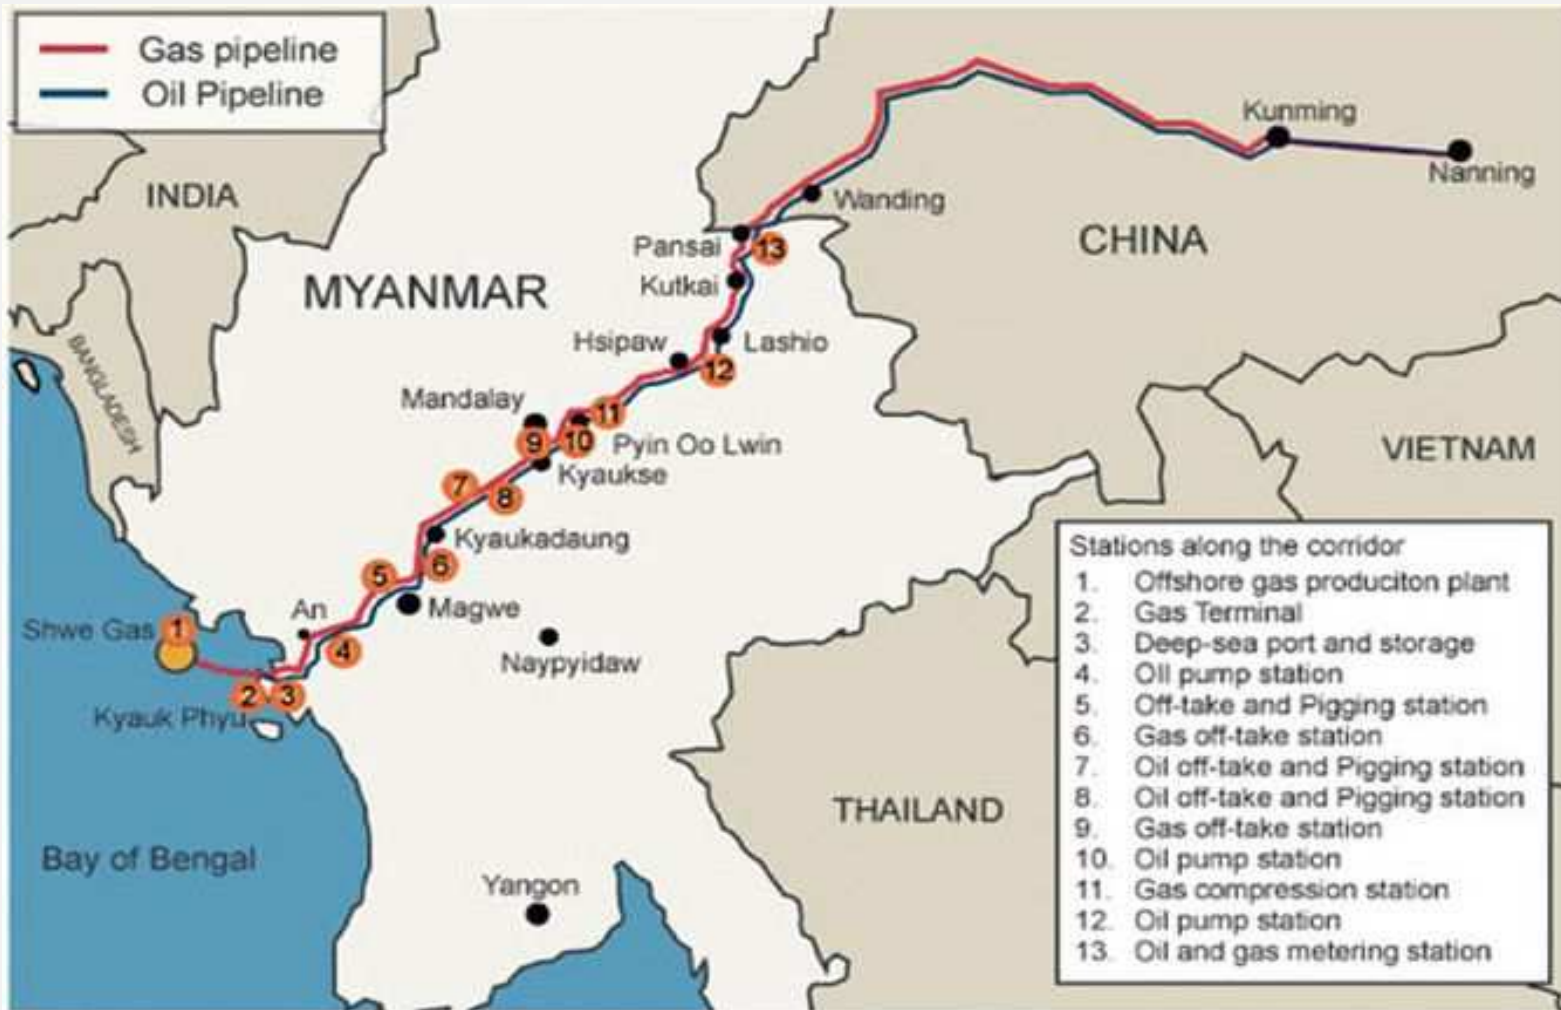 Gas pipeline
Oil Pipeline
INDIA
BANGLADESH
MYANMAR
CHINA
VIETNAM
THAILAND
Kunming
Nanning
Wanding
Pansai
13
Kutkai
Hsipaw
Lashio
12
Mandalay
11
9
10
Pyin Oo Lwin
Kyaukse
7
8
Kyaukadaung
5
6
An
Magwe
Shwe Gas
1
4
Naypyidaw
2
3
Kyauk Phyu
Bay of Bengal
Yangon
Stations along the corridor
1. Offshore gas produciton plant
2. Gas Terminal
3. Deep-sea port and storage
4. OIl pump station
5. Off-take and Pigging station
6. Gas off-take station
7. Oil off-take and Pigging station
8. Oil off-take and Pigging station
9. Gas off-take station
10. Oil pump station
11. Gas compression station
12. Oil pump station
13. Oil and gas metering station